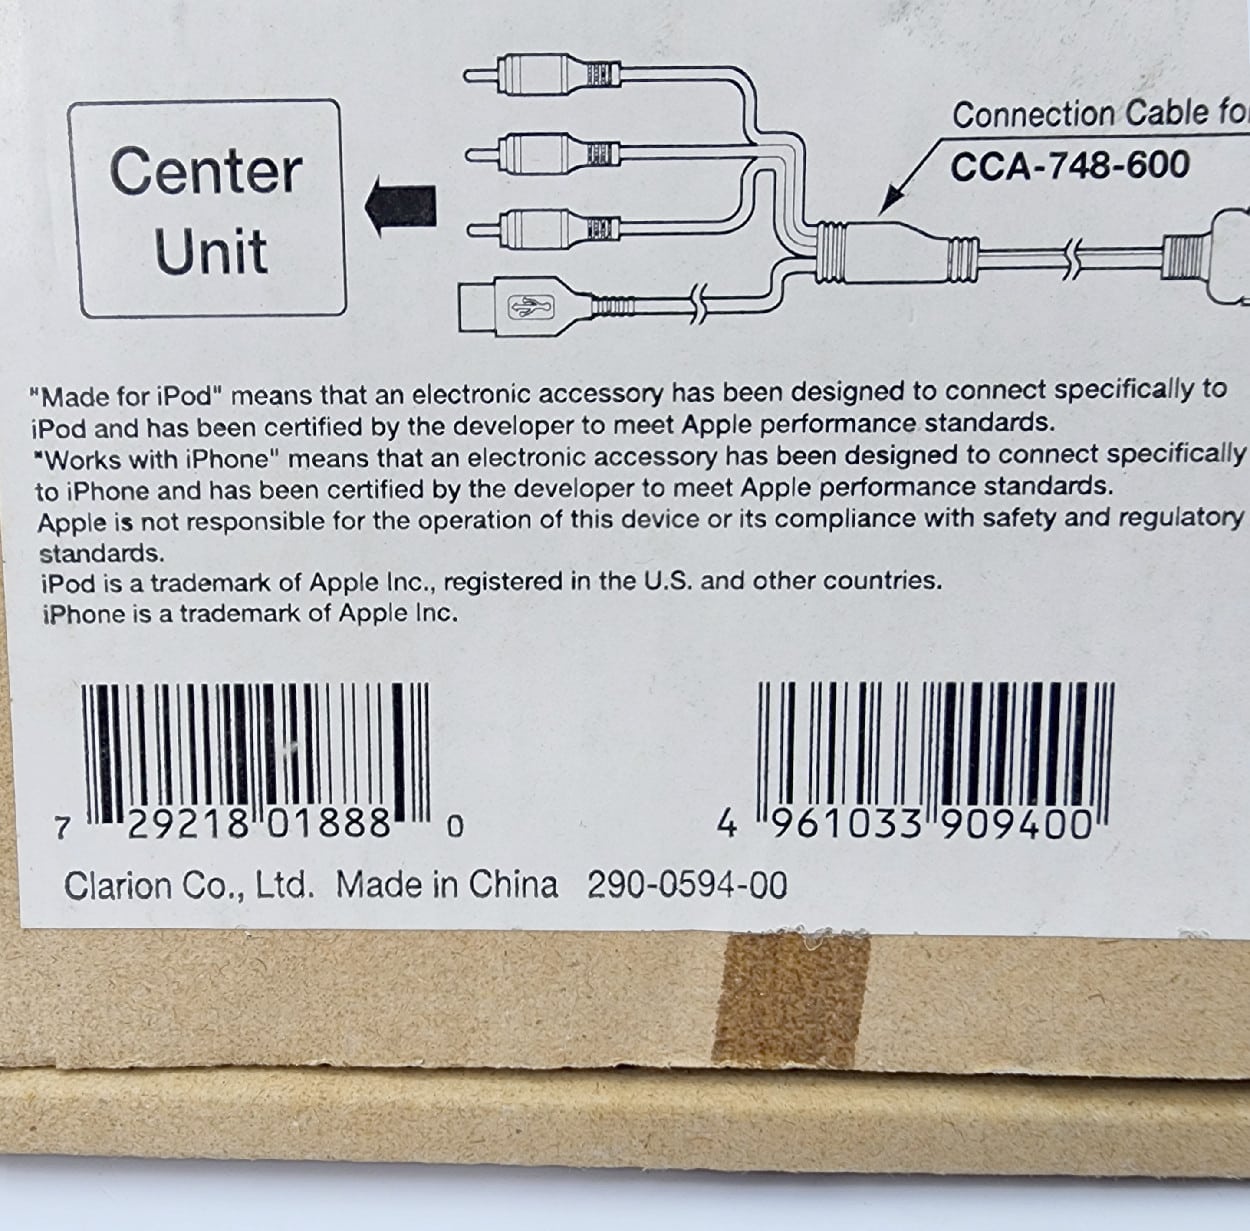 Center
Unit
Connection Cable for
CCA-748-600
"Made for iPod" means that an electronic accessory has been designed to connect specifically to
iPod and has been certified by the developer to meet Apple performance standards.
"Works with iPhone" means that an electronic accessory has been designed to connect specifically
to iPhone and has been certified by the developer to meet Apple performance standards.
Apple is not responsible for the operation of this device or its compliance with safety and regulatory
standards.
iPod is a trademark of Apple Inc., registered in the U.S. and other countries.
iPhone is a trademark of Apple Inc.
7 29218 01888 0
4 961033 909400
Clarion Co., Ltd. Made in China 290-0594-00